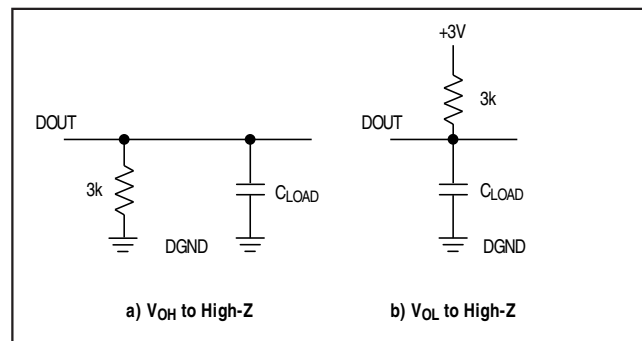 +3V
3k
DOUT
DOUT
3k
CLOAD
CLOAD
DGND
DGND
a) VOH to High-Z
b) VOL to High-Z